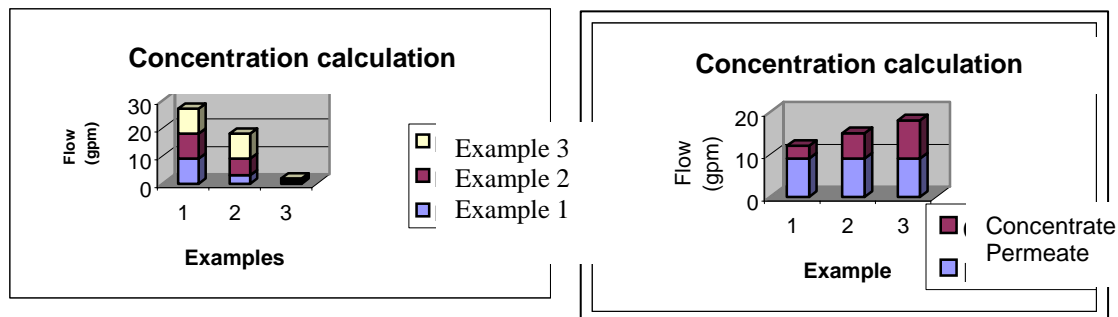 Concentration calculation
30
20
10
0
Flow
(gpm)
1 2 3
Examples
Example 3
Example 2
Example 1
Concentration calculation
20
10
0
Flow
(gpm)
1 2 3
Example
Concentrate
Permeate